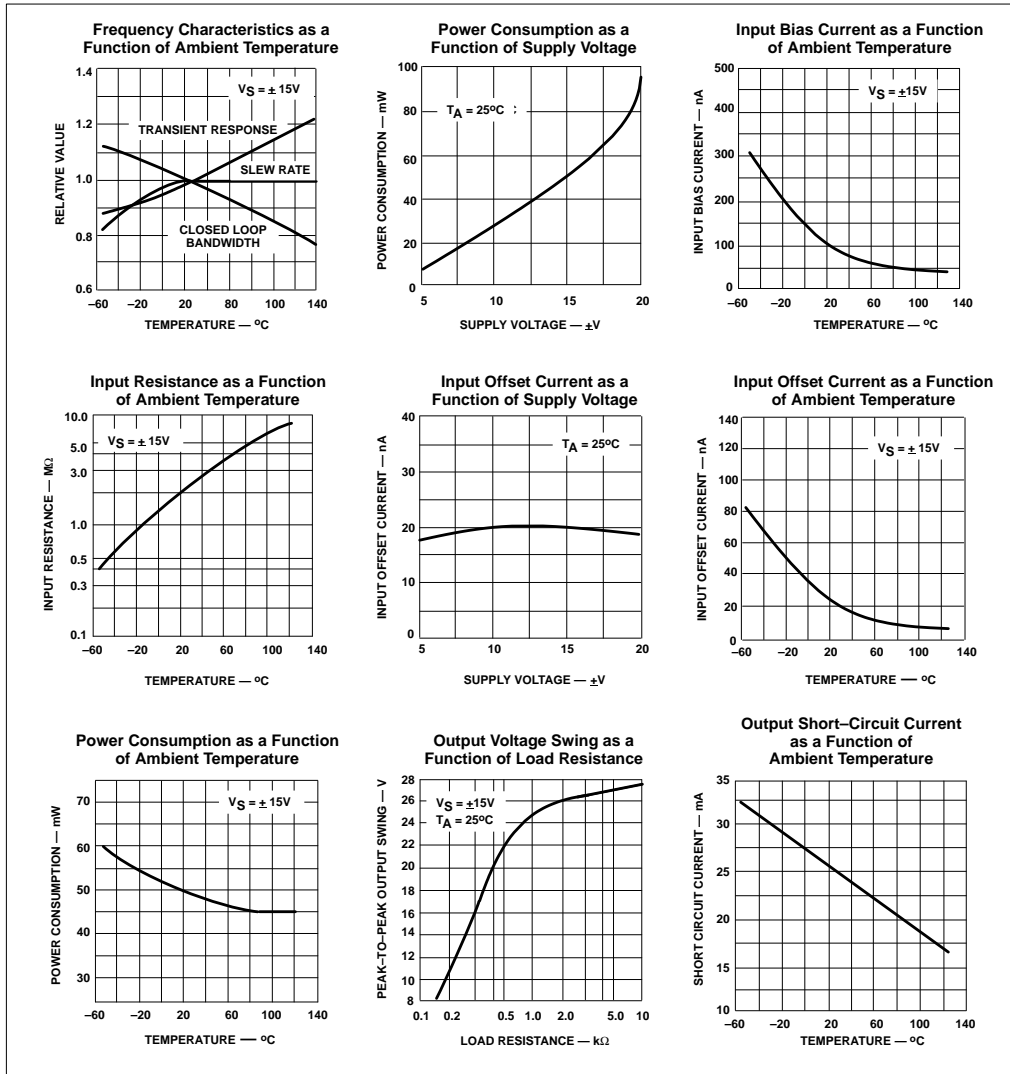 Frequency Characteristics as a
Function of Ambient Temperature
1.4
1.2
1.0
0.8
0.6
RELATIVE VALUE
VS = ± 15V
TRANSIENT RESPONSE
SLEW RATE
CLOSED LOOP
BANDWIDTH
–60 –20 20 80 100 140
TEMPERATURE — oC
Power Consumption as a
Function of Supply Voltage
100
80
60
40
20
0
POWER CONSUMPTION — mW
TA = 25oC :
5 10 15 20
SUPPLY VOLTAGE — ±V
Input Bias Current as a Function
of Ambient Temperature
500
400
300
200
100
0
INPUT BIAS CURRENT — nA
VS = ±15V
–60 –20 20 60 100 140
TEMPERATURE — oC
Input Resistance as a Function
of Ambient Temperature
10.0
5.0
3.0
1.0
0.5
0.3
0.1
INPUT RESISTANCE — MΩ
VS = ± 15V
–60 –20 20 60 100 140
TEMPERATURE — oC
Input Offset Current as a
Function of Supply Voltage
40
30
20
10
0
INPUT OFFSET CURRENT — nA
TA = 25oC
5 10 15 20
SUPPLY VOLTAGE — ±V
Input Offset Current as a Function
of Ambient Temperature
140
120
100
80
60
40
20
0
INPUT OFFSET CURRENT — nA
VS = ± 15V
–60 –20 20 60 100 140
TEMPERATURE — oC
Power Consumption as a Function
of Ambient Temperature
70
60
50
40
30
POWER CONSUMPTION — mW
VS = ± 15V
–60 –20 20 60 100 140
TEMPERATURE — oC
Output Voltage Swing as a
Function of Load Resistance
28
26
24
22
20
18
16
14
12
10
8
PEAK–TO–PEAK OUTPUT SWING — V
VS = ±15V
TA = 25oC
0.1 0.2 0.5 1.0 2.0 5.0 10
LOAD RESISTANCE — kΩ
Output Short–Circuit Current
as a Function of
Ambient Temperature
35
30
25
20
15
10
SHORT CIRCUIT CURRENT — mA
–60 –20 20 60 100 140
TEMPERATURE — oC